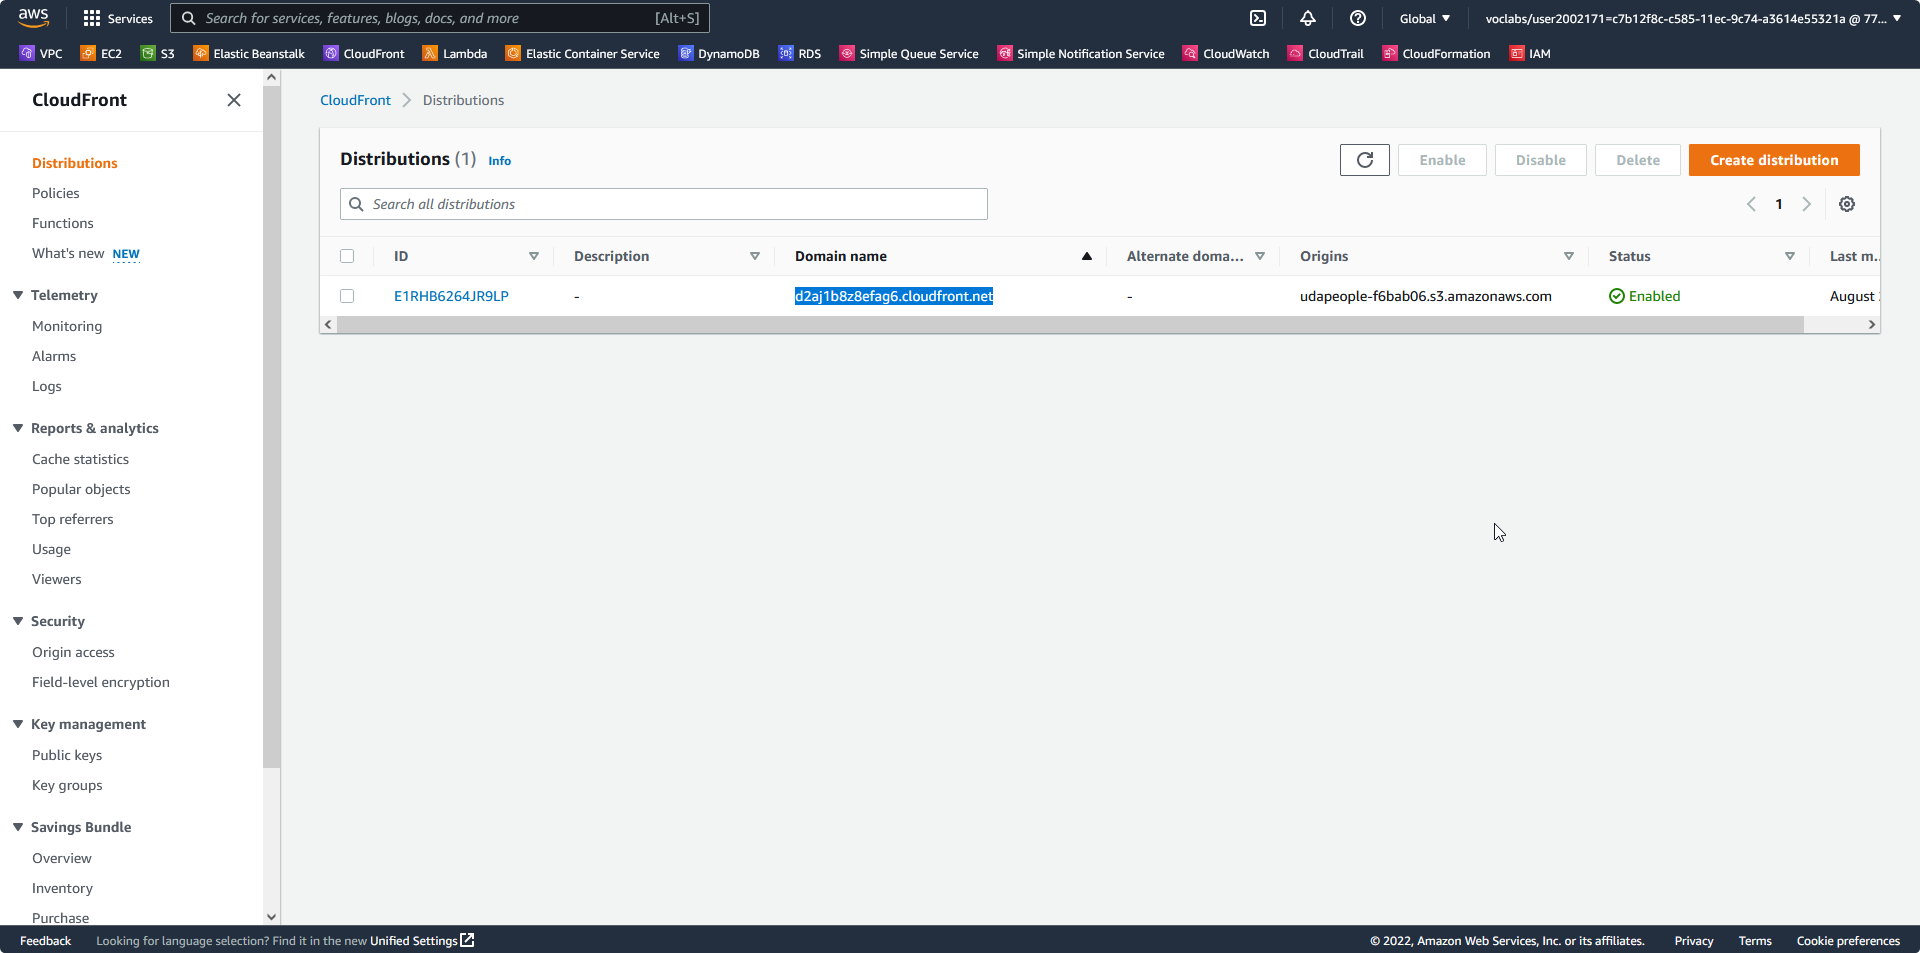 aws
Services
Search for services, features, blogs, docs, and more
[Alt+S]
Global
voclabs/user2002171=c7b12f8c-c585-11ec-9c74-a3614e55321a @ 77...
VPC
EC2
S3
Elastic Beanstalk
CloudFront
Lambda
Elastic Container Service
DynamoDB
RDS
Simple Queue Service
Simple Notification Service
CloudWatch
CloudTrail
CloudFormation
IAM
CloudFront
Distributions
Policies
Functions
What's new NEW
Telemetry
Monitoring
Alarms
Logs
Reports & analytics
Cache statistics
Popular objects
Top referrers
Usage
Viewers
Security
Origin access
Field-level encryption
Key management
Public keys
Key groups
Savings Bundle
Overview
Inventory
Purchase
CloudFront
Distributions
Distributions (1) Info
Enable
Disable
Delete
Create distribution
Search all distributions
1
ID
Description
Domain name
Alternate doma...
Origins
Status
Last m...
E1RHB6264JR9LP
-
d2aj1b8z8efag6.cloudfront.net
-
udapeople-f6bab06.s3.amazonaws.com
Enabled
August
Feedback
Looking for language selection? Find it in the new Unified Settings
© 2022, Amazon Web Services, Inc. or its affiliates.
Privacy
Terms
Cookie preferences